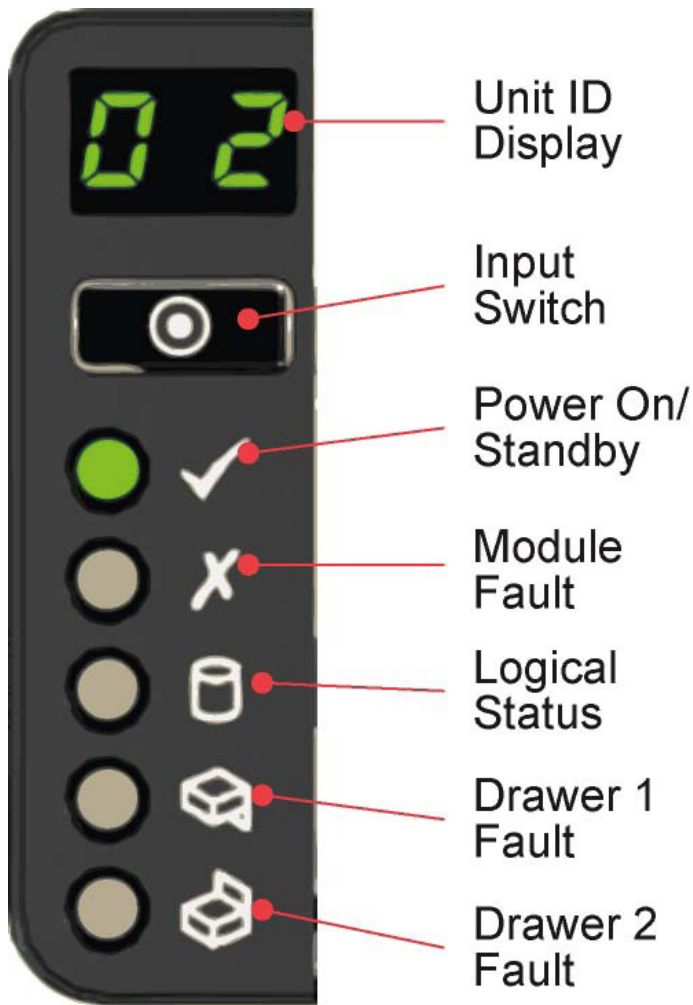 02
Unit ID
Display
Input
Switch
Power On/
Standby
Module
Fault
Logical
Status
Drawer 1
Fault
Drawer 2
Fault